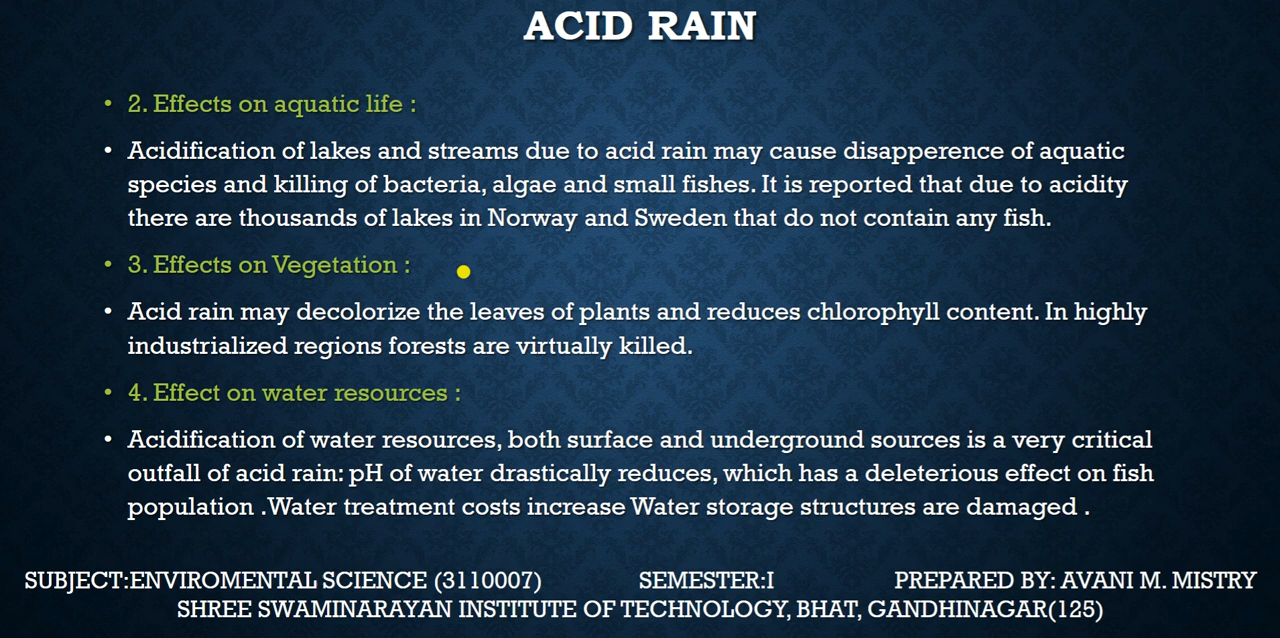 ACID RAIN
• 2. Effects on aquatic life :
• Acidification of lakes and streams due to acid rain may cause disapperence of aquatic
species and killing of bacteria, algae and small fishes. It is reported that due to acidity
there are thousands of lakes in Norway and Sweden that do not contain any fish.
• 3. Effects on Vegetation :
• Acid rain may decolorize the leaves of plants and reduces chlorophyll content. In highly
industrialized regions forests are virtually killed.
• 4. Effect on water resources :
• Acidification of water resources, both surface and underground sources is a very critical
outfall of acid rain: pH of water drastically reduces, which has a deleterious effect on fish
population .Water treatment costs increase Water storage structures are damaged .
SUBJECT:ENVIROMENTAL SCIENCE (3110007) SEMESTER:I PREPARED BY: AVANI M. MISTRY
SHREE SWAMINARAYAN INSTITUTE OF TECHNOLOGY, BHAT, GANDHINAGAR(125)